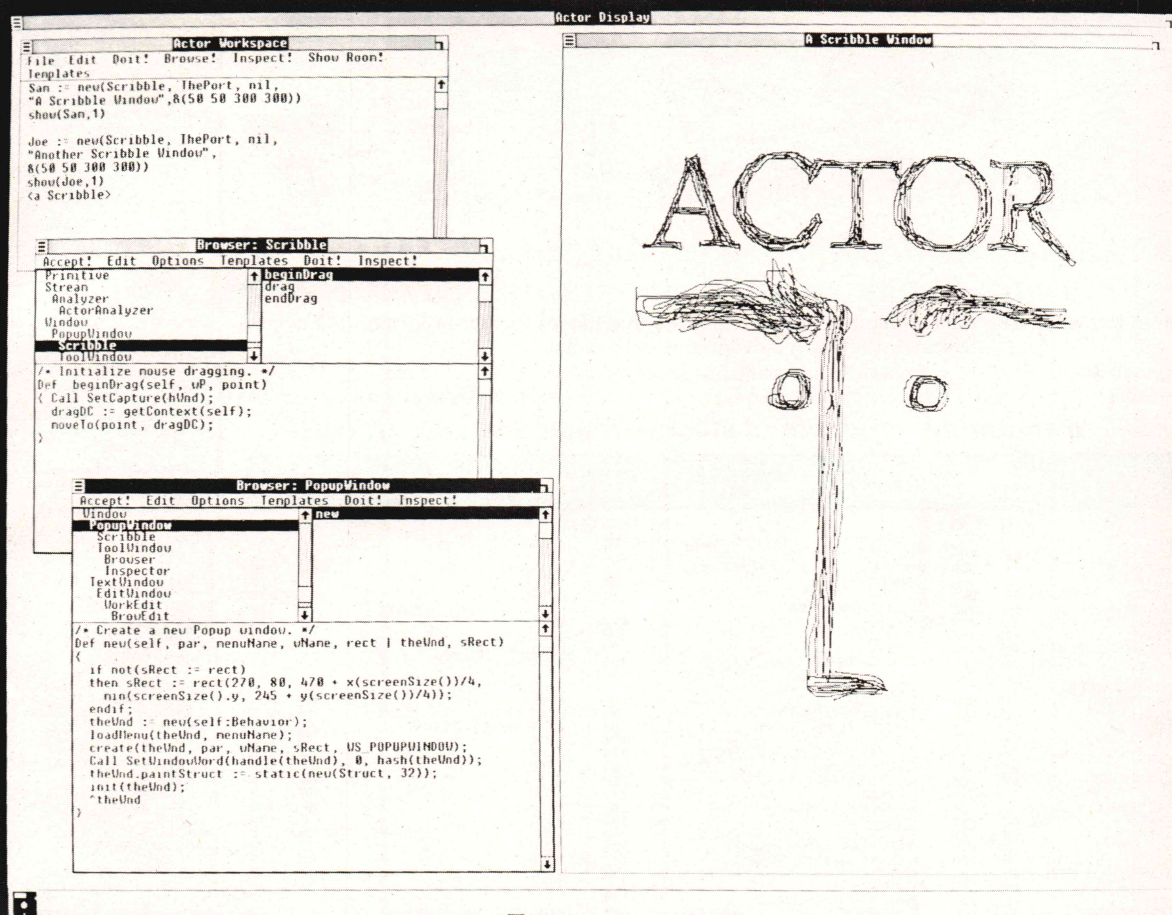 Actor Display
Actor Workspace
File Edit Doit! Browse! Inspect! Show Room!
Templates
Sam := new(Scribble, ThePort, nil,
"A Scribble Window",&(50 50 300 300))
show(Sam,1)
Joe := new(Scribble, ThePort, nil,
"Another Scribble Window",
&(50 50 300 300))
show(Joe,1)
<a Scribble>
Browser: Scribble
Accept! Edit Options Templates Doit! Inspect!
Primitive
Stream
Analyzer
ActorAnalyzer
Window
PopupWindow
Scribble
ToolWindow
beginDrag
drag
endDrag
/* Initialize mouse dragging. */
Def beginDrag(self, wP, point)
{ Call SetCapture(hWnd);
dragDC := getContext(self);
moveTo(point, dragDC);
}
Browser: PopupWindow
Accept! Edit Options Templates Doit! Inspect!
Window
PopupWindow
Scribble
ToolWindow
Browser
Inspector
TextWindow
EditWindow
WorkEdit
BrowEdit
new
/* Create a new Popup window. */
Def new(self, par, menuName, wName, rect | theWnd, sRect)
{
if not(sRect := rect)
then sRect := rect(270, 80, 470 + x(screenSize())/4,
min(screenSize().y, 245 + y(screenSize())/4));
endif;
theWnd := new(self:Behavior);
loadMenu(theWnd, menuName);
create(theWnd, par, wName, sRect, WS_POPUPWINDOW);
Call SetWindowWord(handle(theWnd), 0, hash(theWnd));
theWnd.paintStruct := static(new(Struct, 32));
init(theWnd);
^theWnd
}
A Scribble Window
ACTOR